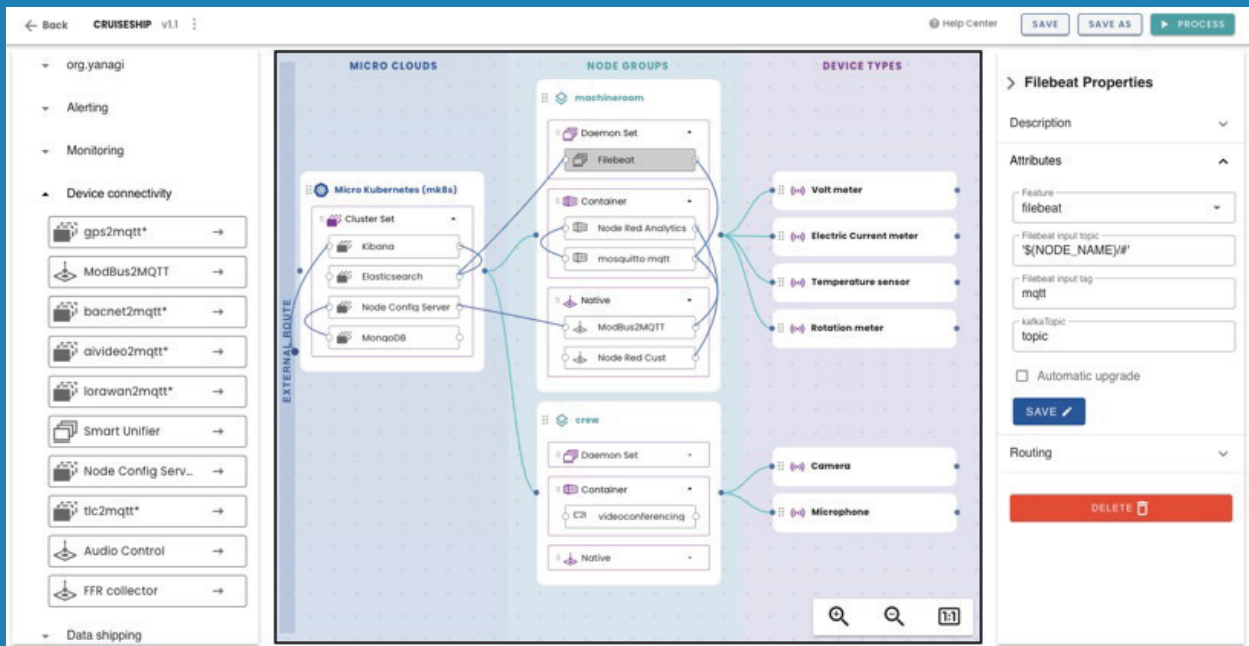 Back CRUISESHIP v1.1 Help Center SAVE SAVE AS PROCESS
org.yanagi
Alerting
Monitoring
Device connectivity
gps2mqtt*
ModBus2MQTT
bacnet2mqtt*
aivideo2mqtt*
lorawan2mqtt*
Smart Unifier
Node Config Serv...
tlc2mqtt*
Audio Control
FFR collector
Data shipping
EXTERNAL ROUTE
MICRO CLOUDS
Micro Kubernetes (mk8s)
Cluster Set
Kibana
Elasticsearch
Node Config Server
MongoDB
NODE GROUPS
machineroom
Daemon Set
Filebeat
Container
Node Red Analytics
mosquitto mqtt
Native
ModBus2MQTT
Node Red Cust
crew
Daemon Set
Container
videoconferencing
Native
DEVICE TYPES
Volt meter
Electric Current meter
Temperature sensor
Rotation meter
Camera
Microphone
1:1
Filebeat Properties
Description
Attributes
Feature
filebeat
Filebeat input topic
'$(NODE_NAME)/#'
Filebeat input tag
mqtt
kafkaTopic
topic
Automatic upgrade
SAVE
Routing
DELETE